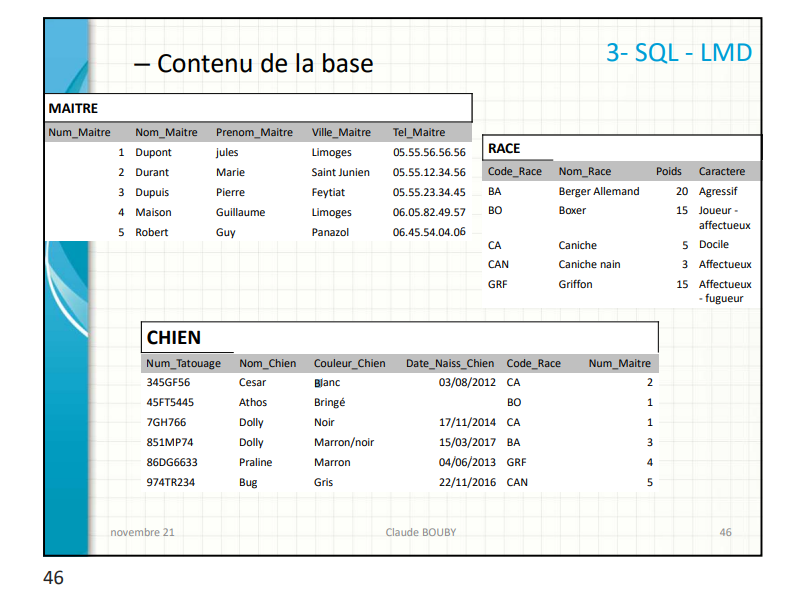 3- SQL - LMD
– Contenu de la base
MAITRE
Num_Maitre Nom_Maitre Prenom_Maitre Ville_Maitre Tel_Maitre
1 Dupont jules Limoges 05.55.56.56.56
2 Durant Marie Saint Junien 05.55.12.34.56
3 Dupuis Pierre Feytiat 05.55.23.34.45
4 Maison Guillaume Limoges 06.05.82.49.57
5 Robert Guy Panazol 06.45.54.04.06
RACE
Code_Race Nom_Race Poids Caractere
BA Berger Allemand 20 Agressif
BO Boxer 15 Joueur -
affectueux
CA Caniche 5 Docile
CAN Caniche nain 3 Affectueux
GRF Griffon 15 Affectueux
- fugueur
CHIEN
Num_Tatouage Nom_Chien Couleur_Chien Date_Naiss_Chien Code_Race Num_Maitre
345GF56 Cesar Blanc 03/08/2012 CA 2
45FT5445 Athos Bringé BO 1
7GH766 Dolly Noir 17/11/2014 CA 1
851MP74 Dolly Marron/noir 15/03/2017 BA 3
86DG6633 Praline Marron 04/06/2013 GRF 4
974TR234 Bug Gris 22/11/2016 CAN 5
novembre 21 Claude BOUBY 46
46